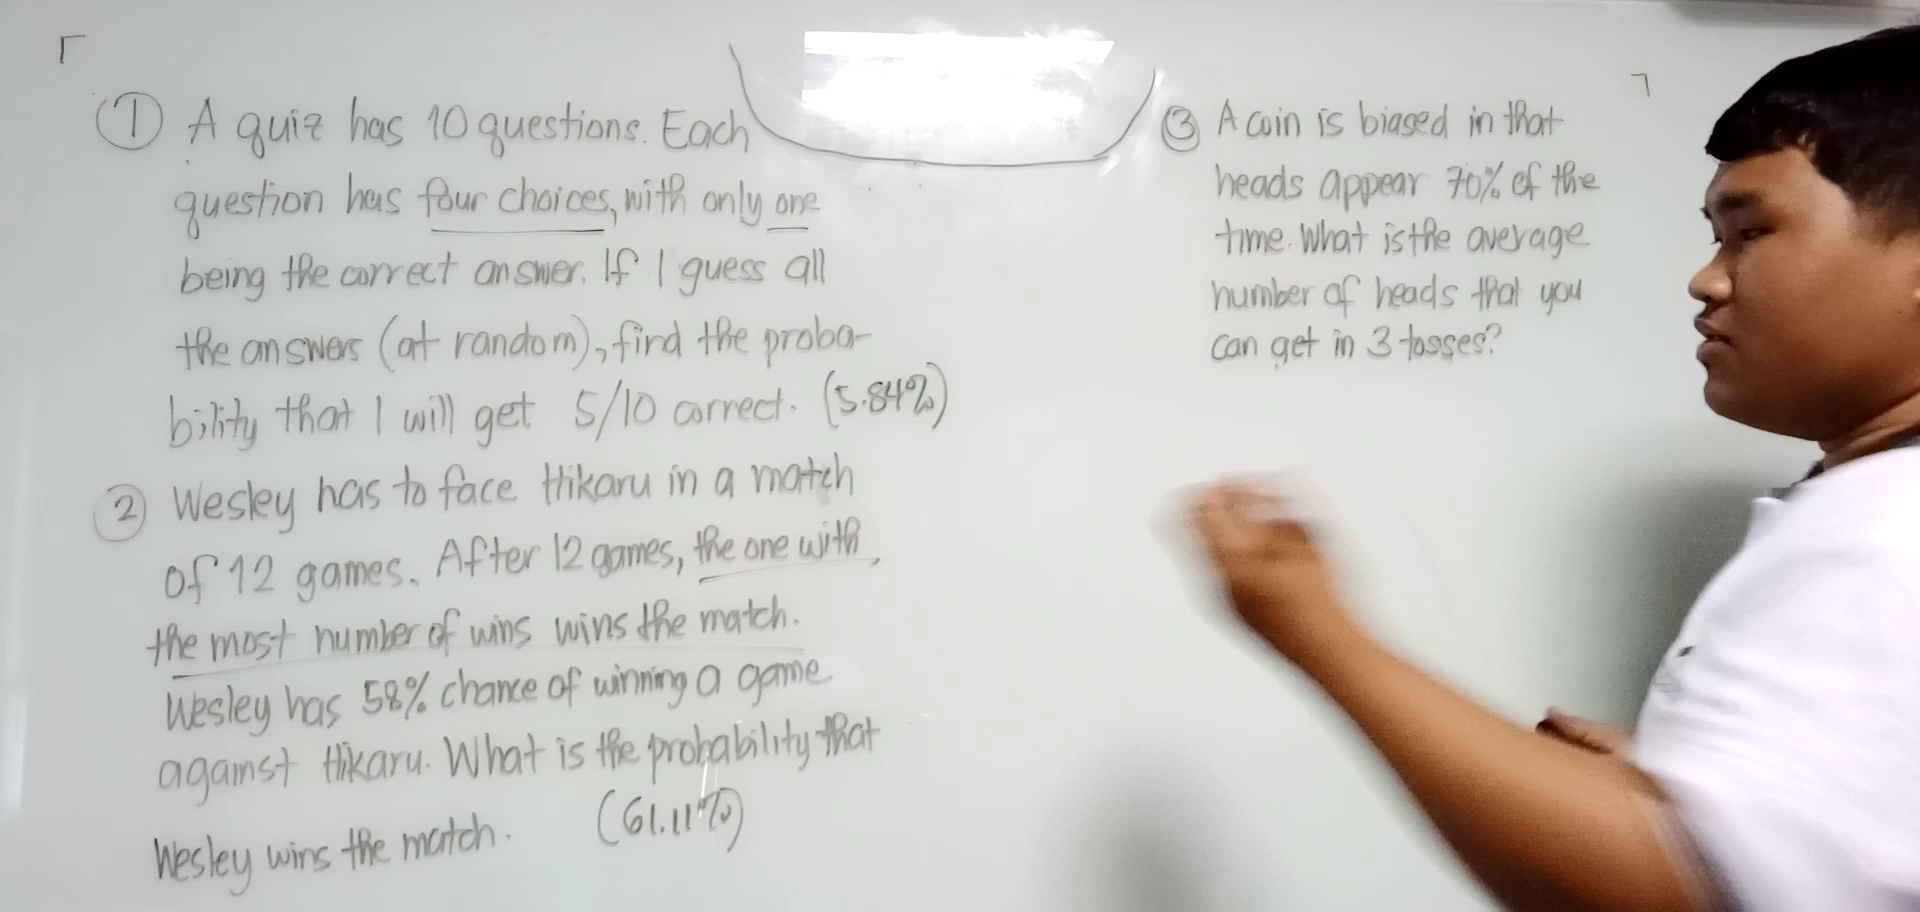 ① A quiz has 10 questions. Each
question has four choices, with only one
being the correct answer. If I guess all
the answers (at random), find the proba-
bility that I will get 5/10 correct. (5.84%)
② Wesley has to face Hikaru in a match
of 12 games. After 12 games, the one with
the most number of wins wins the match.
Wesley has 58% chance of winning a game
against Hikaru. What is the probability that
Wesley wins the match. (61.11%)
③ A coin is biased in that
heads appear 70% of the
time. What is the average
number of heads that you
can get in 3 tosses?